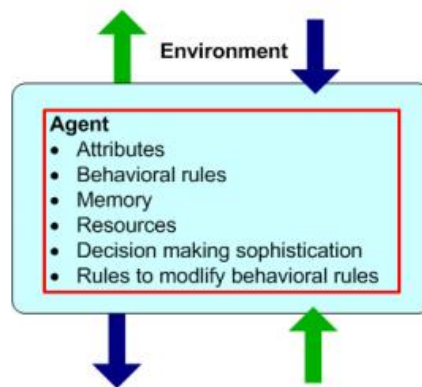 Environment
Agent
• Attributes
• Behavioral rules
• Memory
• Resources
• Decision making sophistication
• Rules to modlify behavioral rules